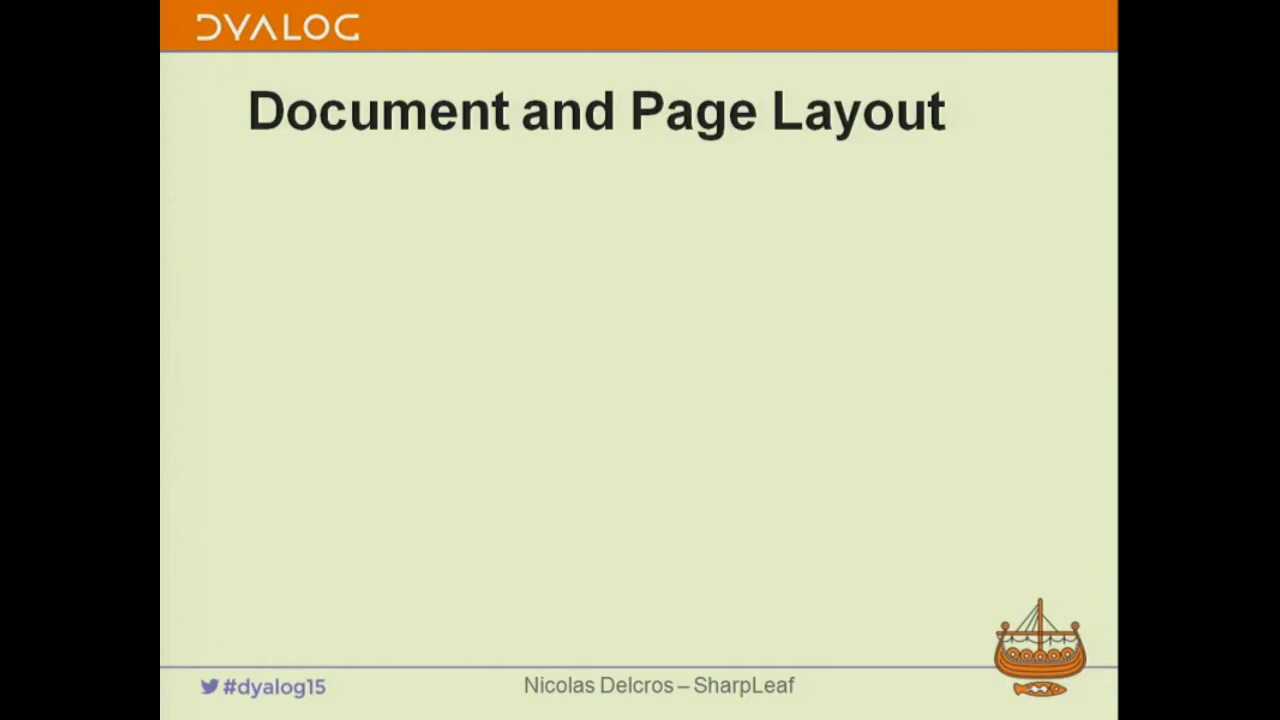 DYALOG
Document and Page Layout
#dyalog15
Nicolas Delcros – SharpLeaf